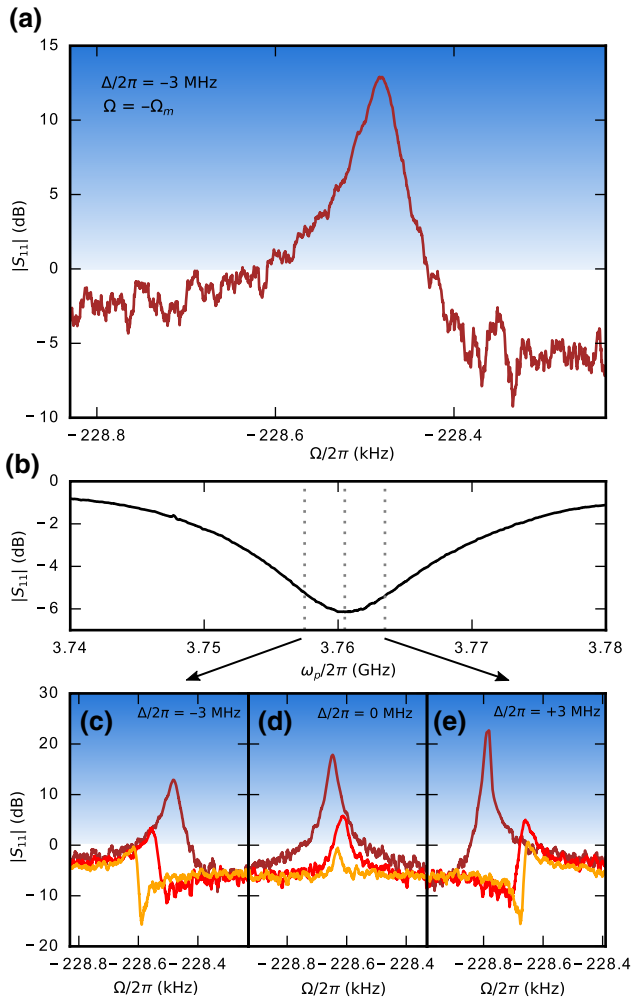 (a)
15
10
5
0
−5
−10
|S11| (dB)
Δ/2π = –3 MHz
Ω = –Ωm
−228.8
−228.6
−228.4
Ω/2π (kHz)
(b)
0
−2
−4
−6
|S11| (dB)
3.74
3.75
3.76
3.77
3.78
ωp/2π (GHz)
30
20
10
0
−10
−20
|S11| (dB)
(c)
Δ/2π = –3 MHz
(d)
Δ/2π = 0 MHz
(e)
Δ/2π = +3 MHz
−228.8
−228.6
−228.4
−228.8
−228.6
−228.4
−228.8
−228.6
−228.4
Ω/2π (kHz)
Ω/2π (kHz)
Ω/2π (kHz)